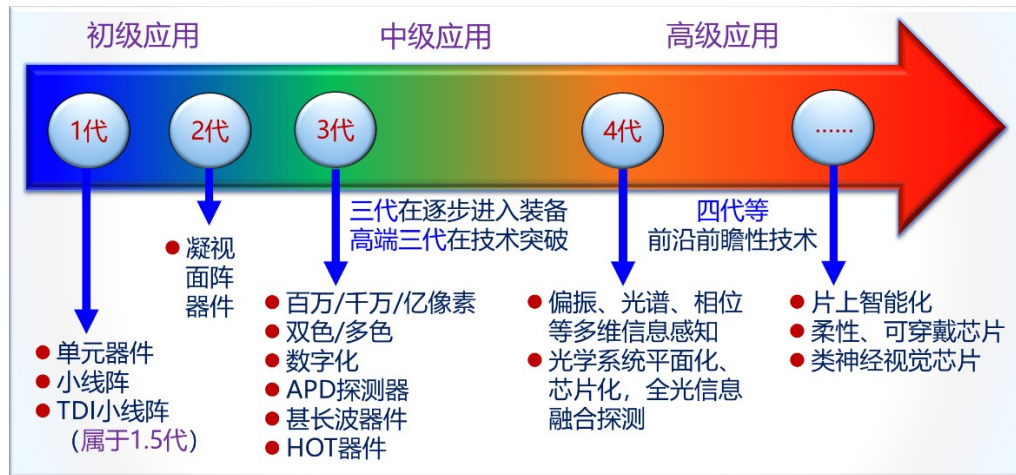 初级应用
中级应用
高级应用
1代
2代
3代
4代
......
三代在逐步进入装备
高端三代在技术突破
四代等
前沿前瞻性技术
单元器件
小线阵
TDI小线阵
（属于1.5代）
凝视
面阵
器件
百万/千万/亿像素
双色/多色
数字化
APD探测器
甚长波器件
HOT器件
偏振、光谱、相位
等多维信息感知
光学系统平面化、
芯片化，全光信息
融合探测
片上智能化
柔性、可穿戴芯片
类神经视觉芯片